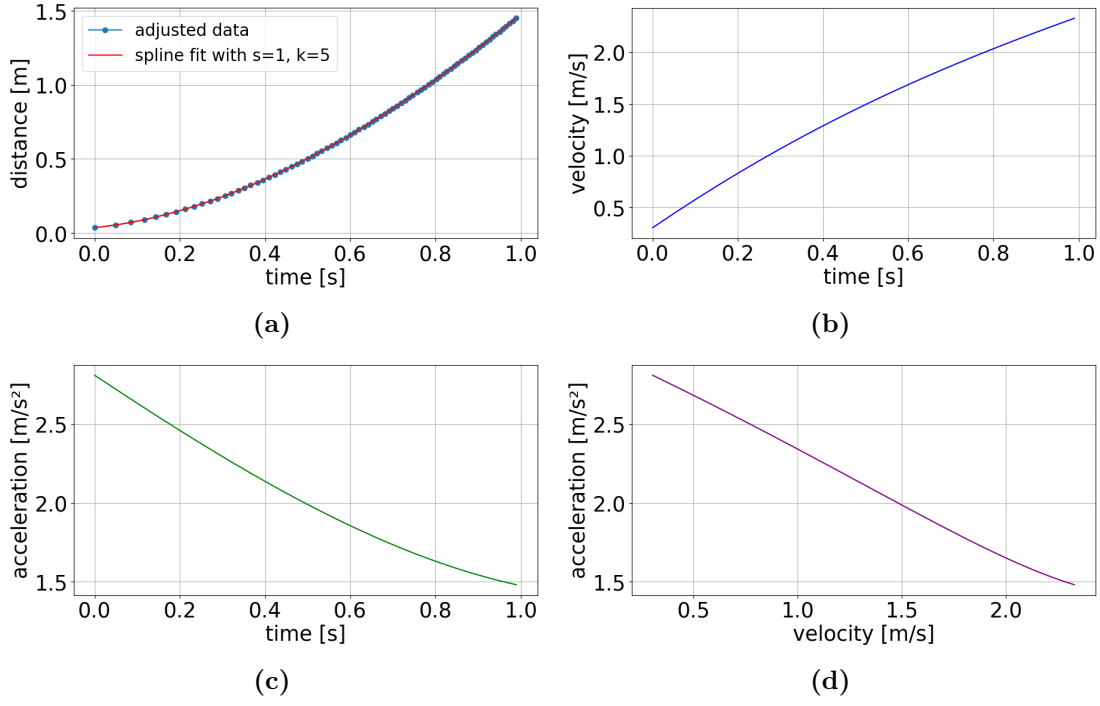 1.5
1.0
0.5
0.0
distance [m]
adjusted data
spline fit with s=1, k=5
0.0 0.2 0.4 0.6 0.8 1.0
time [s]
(a)
2.0
1.5
1.0
0.5
velocity [m/s]
0.0 0.2 0.4 0.6 0.8 1.0
time [s]
(b)
2.5
2.0
1.5
acceleration [m/s²]
0.0 0.2 0.4 0.6 0.8 1.0
time [s]
(c)
2.5
2.0
1.5
acceleration [m/s²]
0.5 1.0 1.5 2.0
velocity [m/s]
(d)